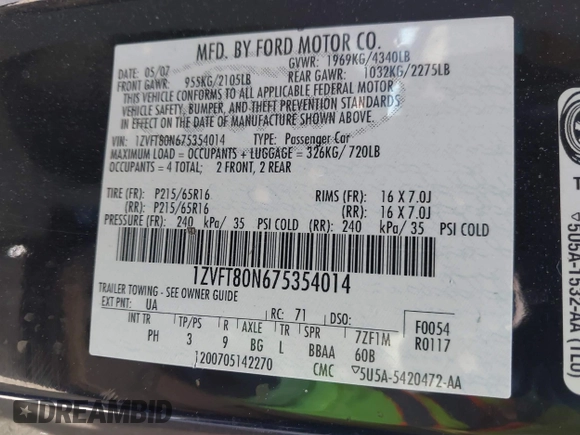 MFD. BY FORD MOTOR CO.
DATE: 05/07 GVWR: 1969KG/4340LB
FRONT GAWR: 955KG/2105LB REAR GAWR: 1032KG/2275LB
THIS VEHICLE CONFORMS TO ALL APPLICABLE FEDERAL MOTOR
VEHICLE SAFETY, BUMPER, AND THEFT PREVENTION STANDARDS
IN EFFECT ON THE DATE OF MANUFACTURE SHOWN ABOVE.
VIN: 1ZVFT80N675354014 TYPE: Passenger Car
MAXIMUM LOAD = OCCUPANTS + LUGGAGE = 326KG/720LB
OCCUPANTS = 4 TOTAL; 2 FRONT, 2 REAR
TIRE (FR): P215/65R16 RIMS (FR): 16 X 7.0J
(RR): P215/65R16 (RR): 16 X 7.0J
PRESSURE (FR): 240 kPa/ 35 PSI COLD (RR): 240 kPa/ 35 PSI COLD
1ZVFT80N675354014
TRAILER TOWING - SEE OWNER GUIDE
EXT PNT: UA RC: 71 DSO: F0054
INT TR TP/PS R AXLE TR SPR 7ZF1M R0117
PH 3 9 BG L BBAA 60B
1200705142270 CMC ▽5U5A-5420472-AA
5U5A-1532-AA (TLO)
DREAMBID